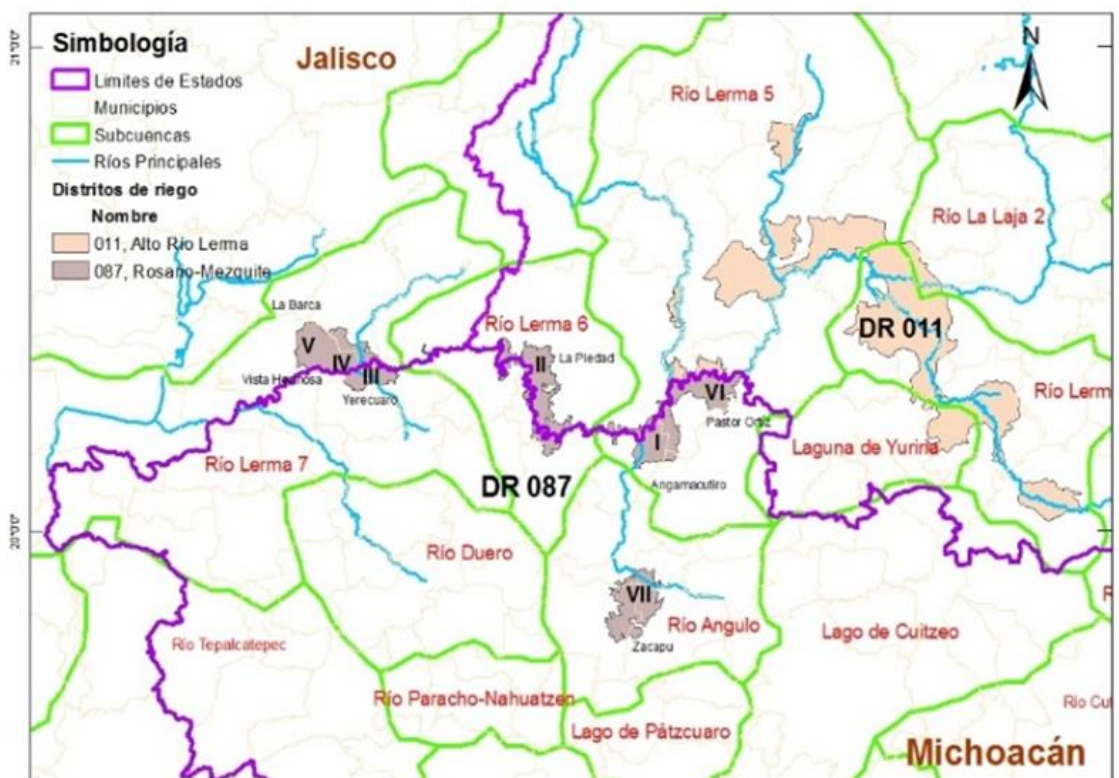 Simbología
Limites de Estados
Municipios
Subcuencas
Ríos Principales
Distritos de riego
Nombre
011, Alto Río Lerma
087, Rosario-Mezquite
21°0'0"
20°0'0"
N
Jalisco
Río Lerma 5
Río La Laja 2
La Barca
Río Lerma 6
V
IV
III
II
La Piedad
DR 011
Vista Hermosa
Yerecuaro
VI
Río Lerm
Pastor Ortiz
I
Laguna de Yuriria
Río Lerma 7
DR 087
Angamacutiro
Río Duero
VII
R
Río Angulo
Lago de Cuitzeo
Río Tepalcatepec
Zacapu
Río Paracho-Nahuatzen
Río Cu
Lago de Pátzcuaro
Michoacán